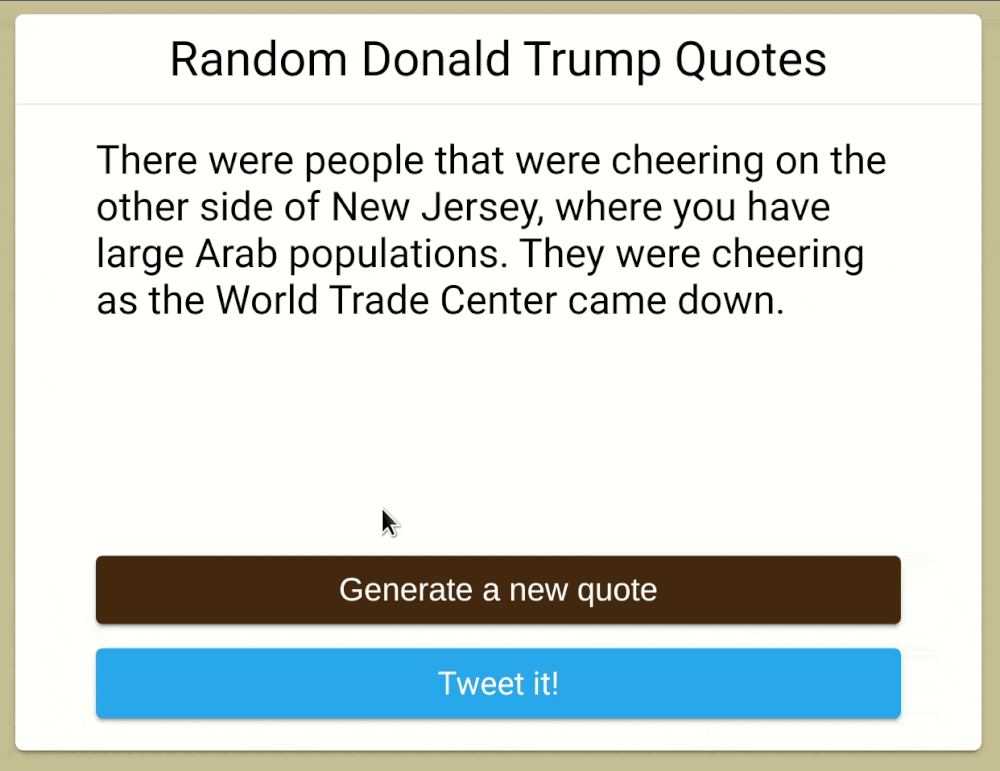 Random Donald Trump Quotes
There were people that were cheering on the
other side of New Jersey, where you have
large Arab populations. They were cheering
as the World Trade Center came down.
Generate a new quote
Tweet it!